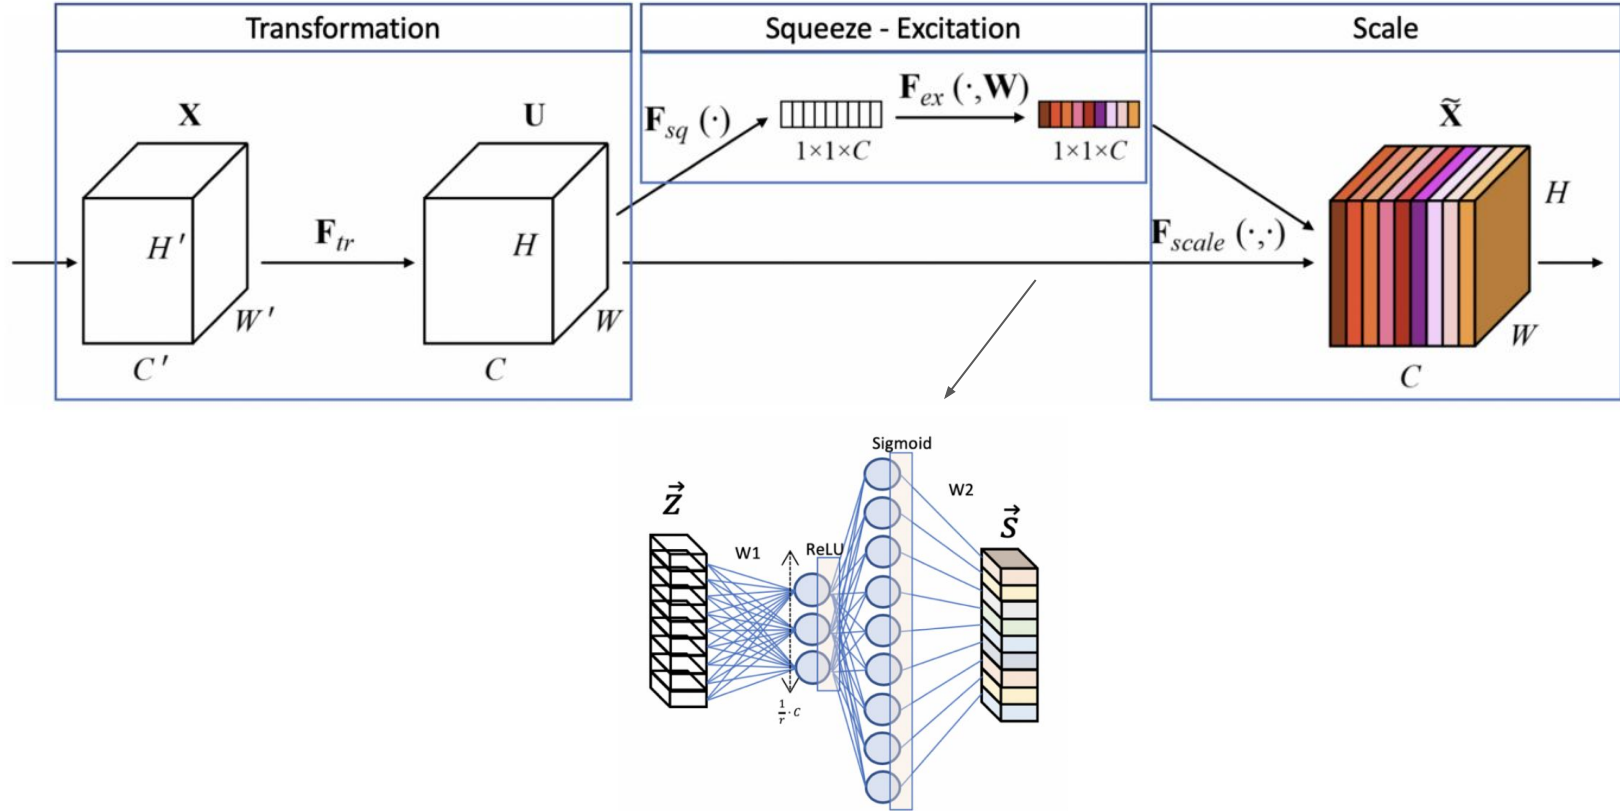 Transformation
Squeeze - Excitation
Scale
X
U
F_sq (·)
F_ex (·,W)
1×1×C
1×1×C
X̃
H′
F_tr
H
W′
W
C′
C
F_scale (·,·)
H
W
C
Sigmoid
z⃗
W1
ReLU
W2
s⃗
1/r · C